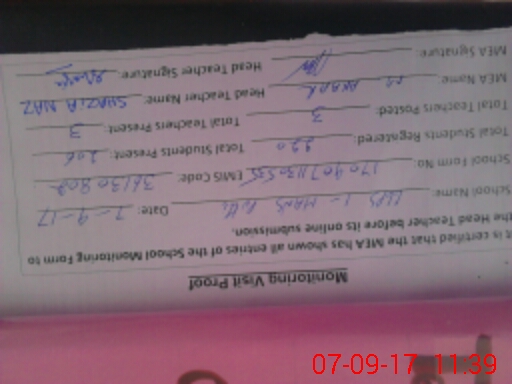 Monitoring Visit Proof
It is certified that the MEA has shown all entries of the School Monitoring Form to
the Head Teacher before its online submission.
School Name: Date: 7-9-17
School Form No: EMIS Code:
Total Students Registered: 220 Total Students Present: 206
Total Teachers Posted: 3 Total Teachers Present: 3
MEA Name: Head Teacher Name: SHAZIA NAZ
MEA Signature: Head Teacher Signature:
07-09-17 11:39